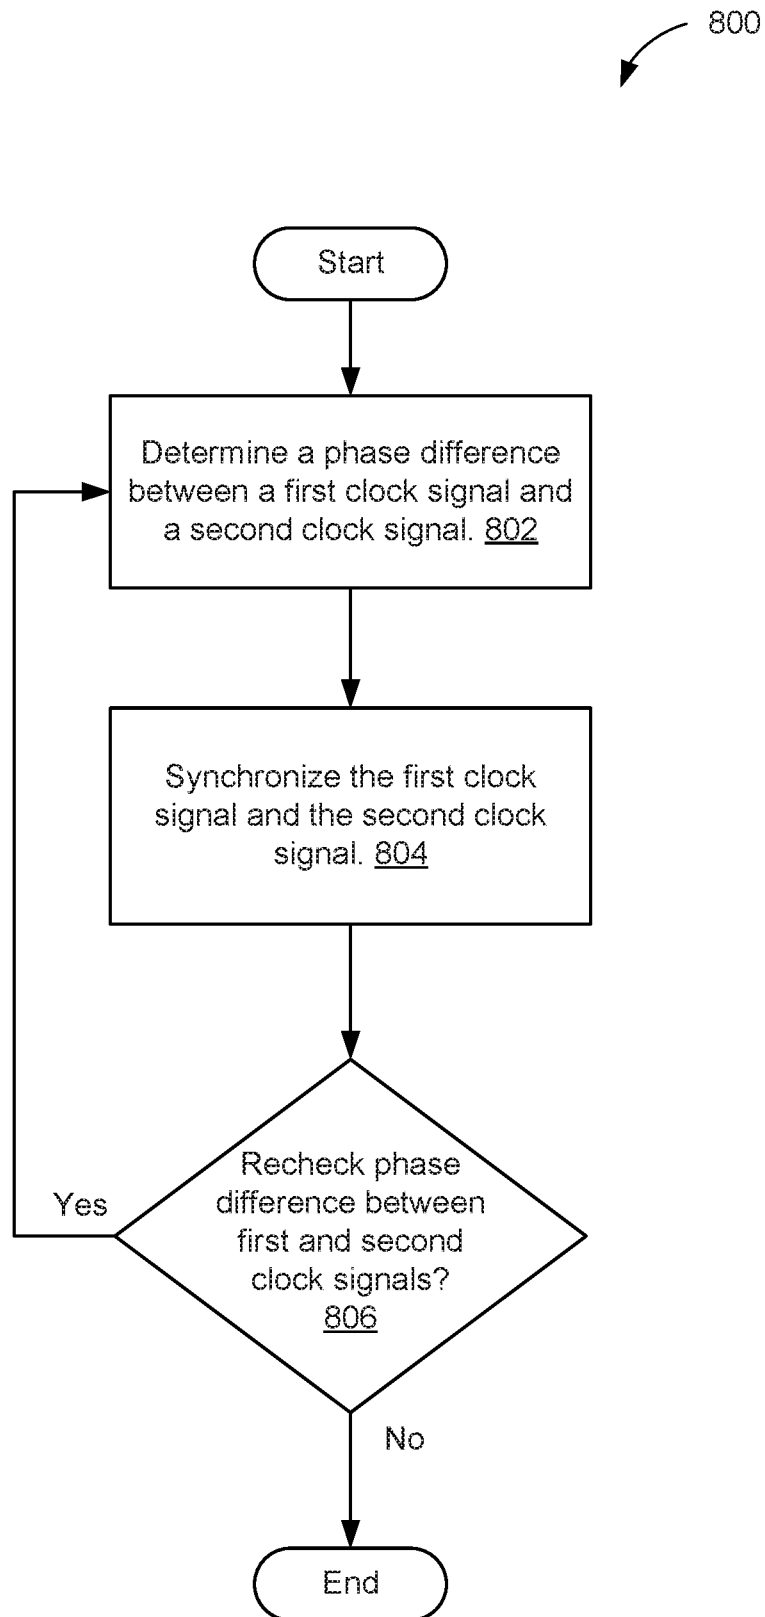 800
Start
Determine a phase difference
between a first clock signal and
a second clock signal. 802
Synchronize the first clock
signal and the second clock
signal. 804
Recheck phase
difference between
first and second
clock signals?
806
Yes
No
End